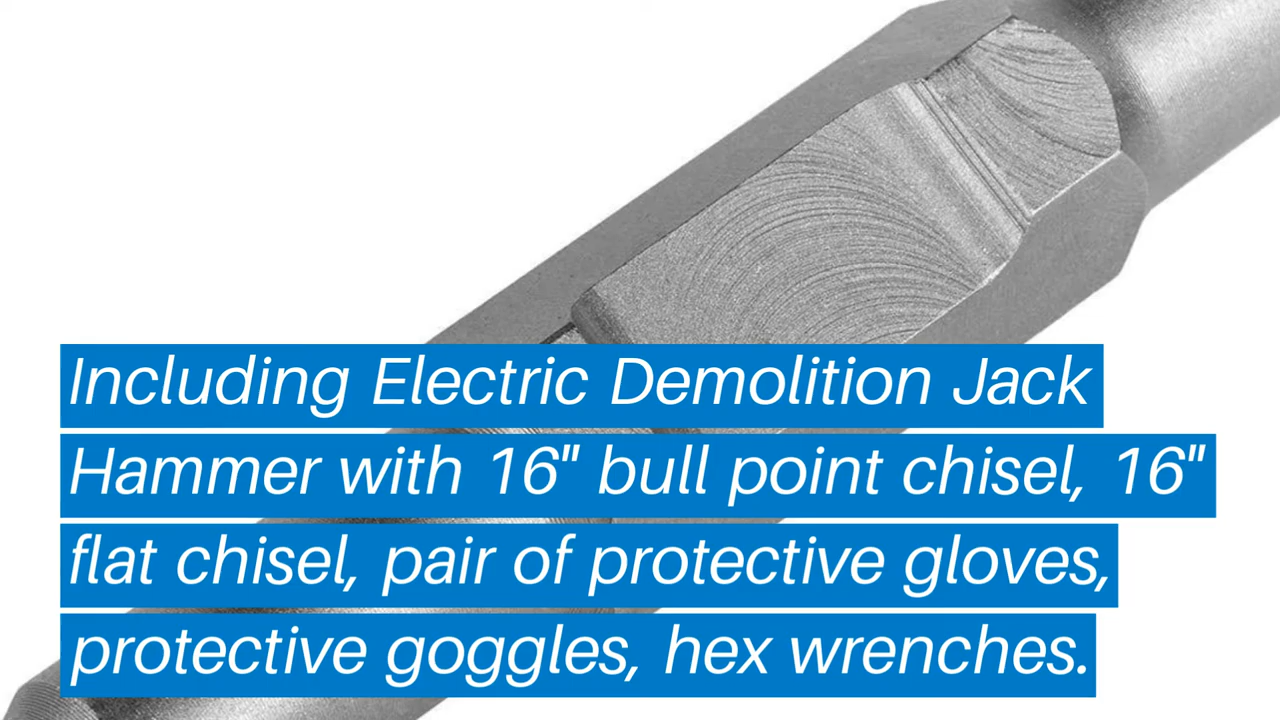 Including Electric Demolition Jack
Hammer with 16" bull point chisel, 16"
flat chisel, pair of protective gloves,
protective goggles, hex wrenches.